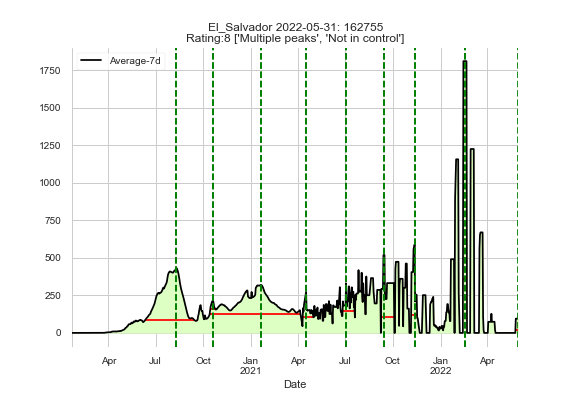 El_Salvador 2022-05-31: 162755
Rating:8 ['Multiple peaks', 'Not in control']
Average-7d
1750
1500
1250
1000
750
500
250
0
Apr Jul Oct Jan Apr Jul Oct Jan Apr
2021 2022
Date